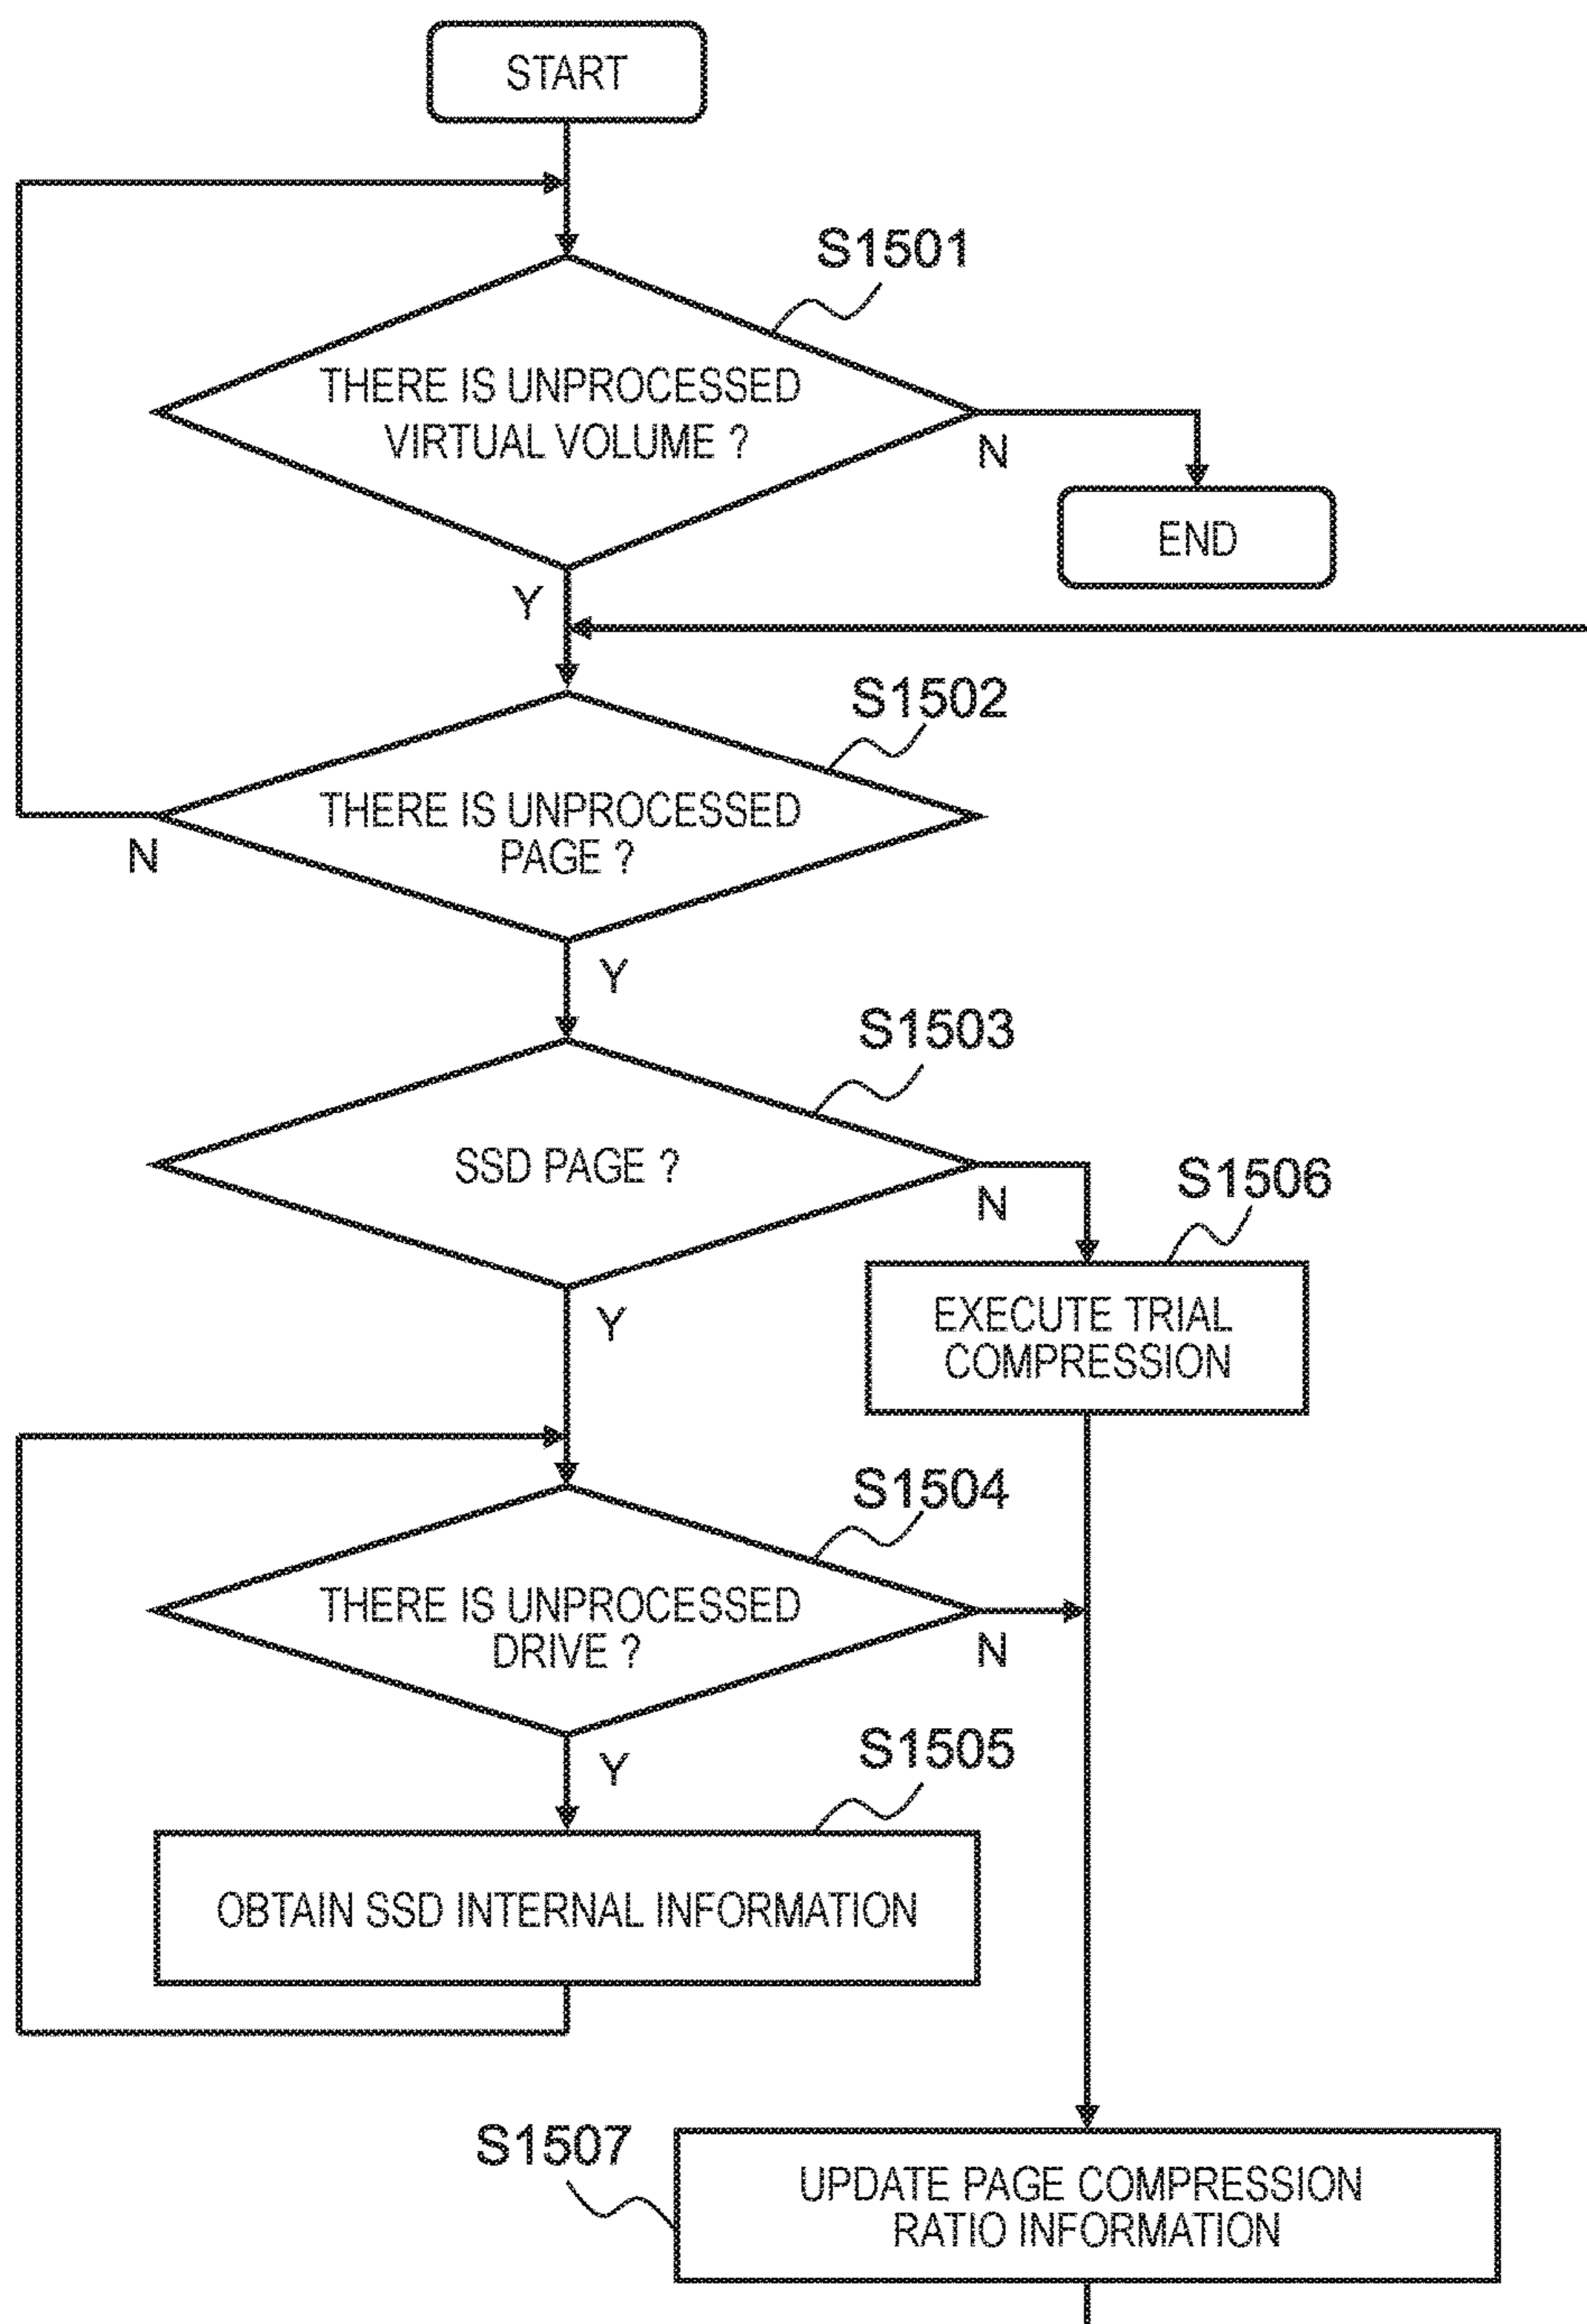 START
S1501
THERE IS UNPROCESSED
VIRTUAL VOLUME ?
N
END
Y
S1502
THERE IS UNPROCESSED
PAGE ?
N
Y
S1503
SSD PAGE ?
N
S1506
Y
EXECUTE TRIAL
COMPRESSION
S1504
THERE IS UNPROCESSED
DRIVE ?
N
Y
S1505
OBTAIN SSD INTERNAL INFORMATION
S1507
UPDATE PAGE COMPRESSION
RATIO INFORMATION